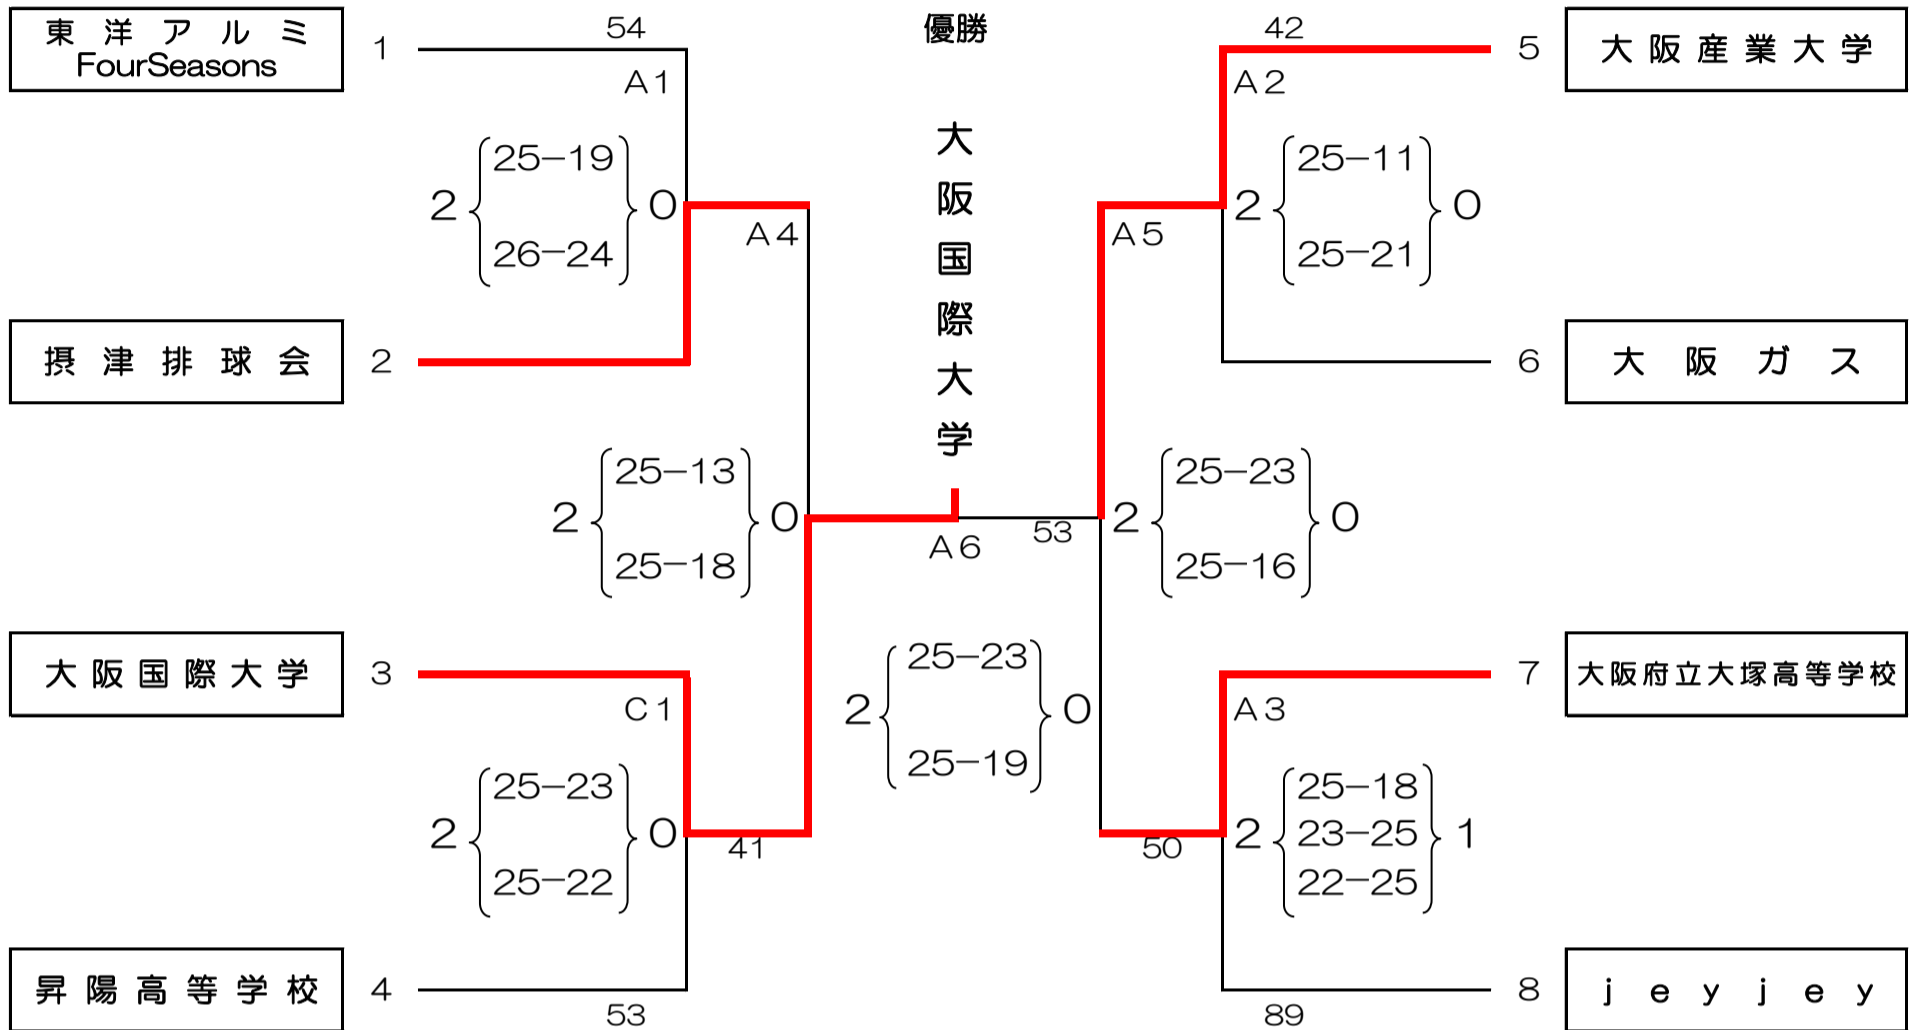 東洋アルミ
FourSeasons
1
54
A1
2
25-19
26-24
0
A4
摂津排球会
2
2
25-13
25-18
0
大阪国際大学
3
C1
2
25-23
25-22
0
41
昇陽高等学校
4
53
優勝
大阪国際大学
A6
53
2
25-23
25-19
0
42
5
大阪産業大学
A2
2
25-11
25-21
0
A5
6
大阪ガス
2
25-23
25-16
0
7
大阪府立大塚高等学校
A3
50
2
25-18
23-25
22-25
1
8
jeyjey
89